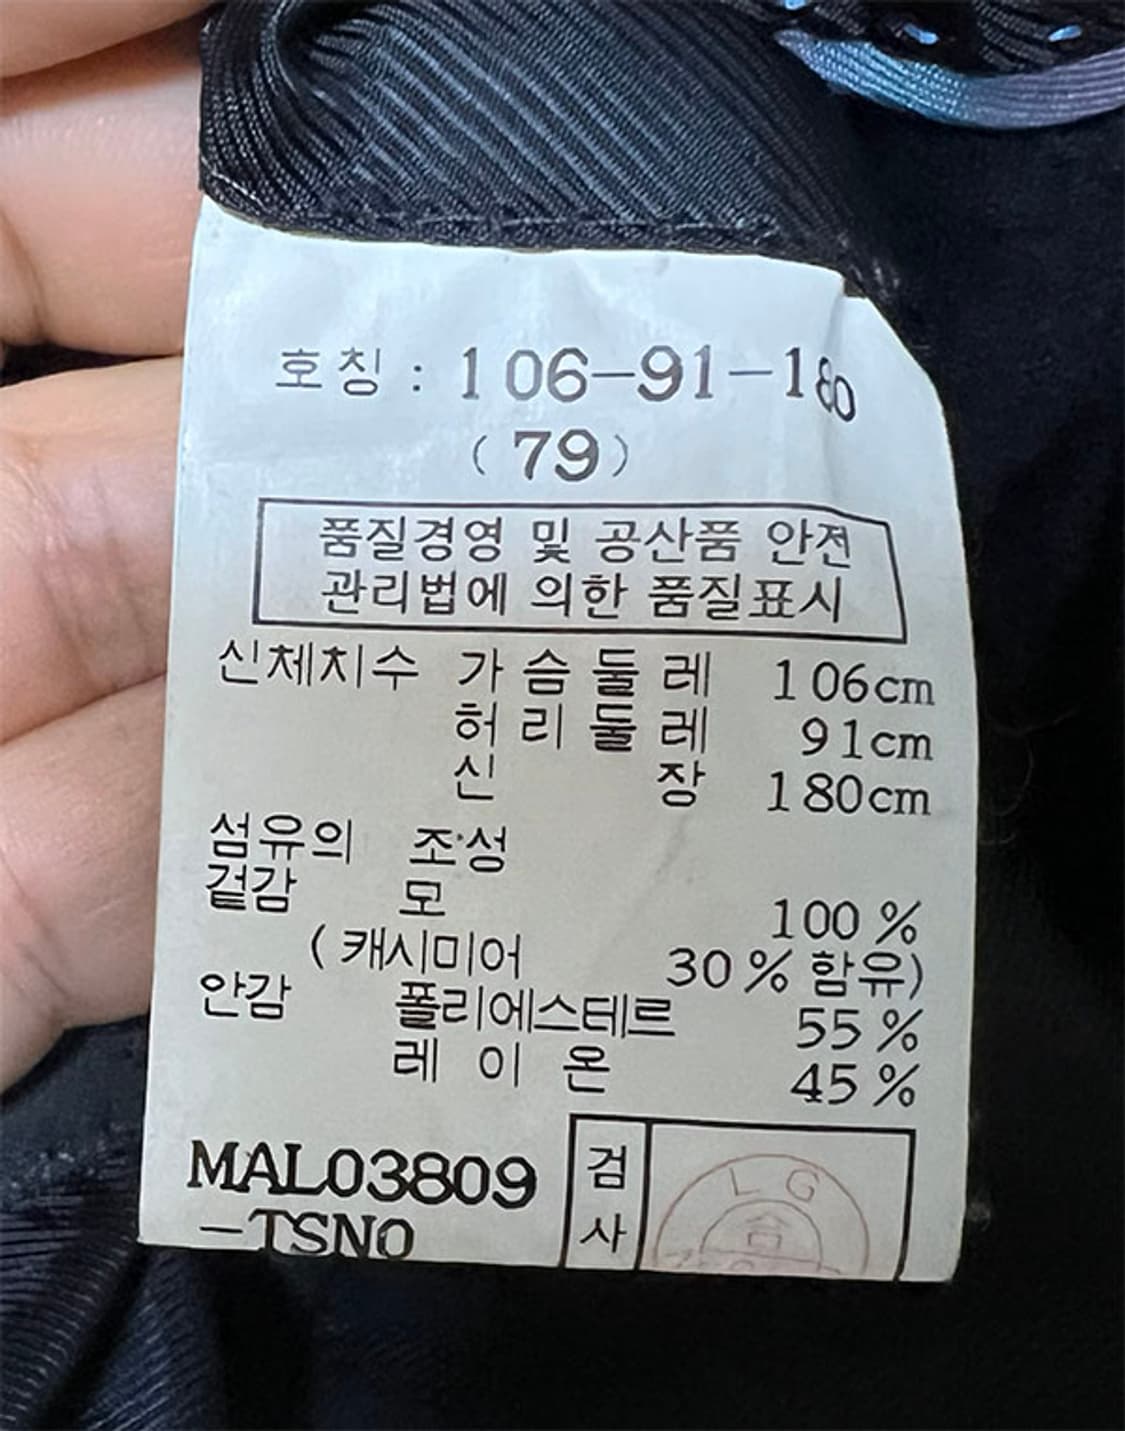 호칭 : 106-91-180
(79)
품질경영 및 공산품 안전
관리법에 의한 품질표시
신체치수 가슴둘레 106cm
허리둘레 91cm
신장 180cm
섬유의 조성
겉감 모 100%
(캐시미어 30%함유)
안감 폴리에스테르 55%
레이온 45%
MAL03809
-TSNO
검사
LG